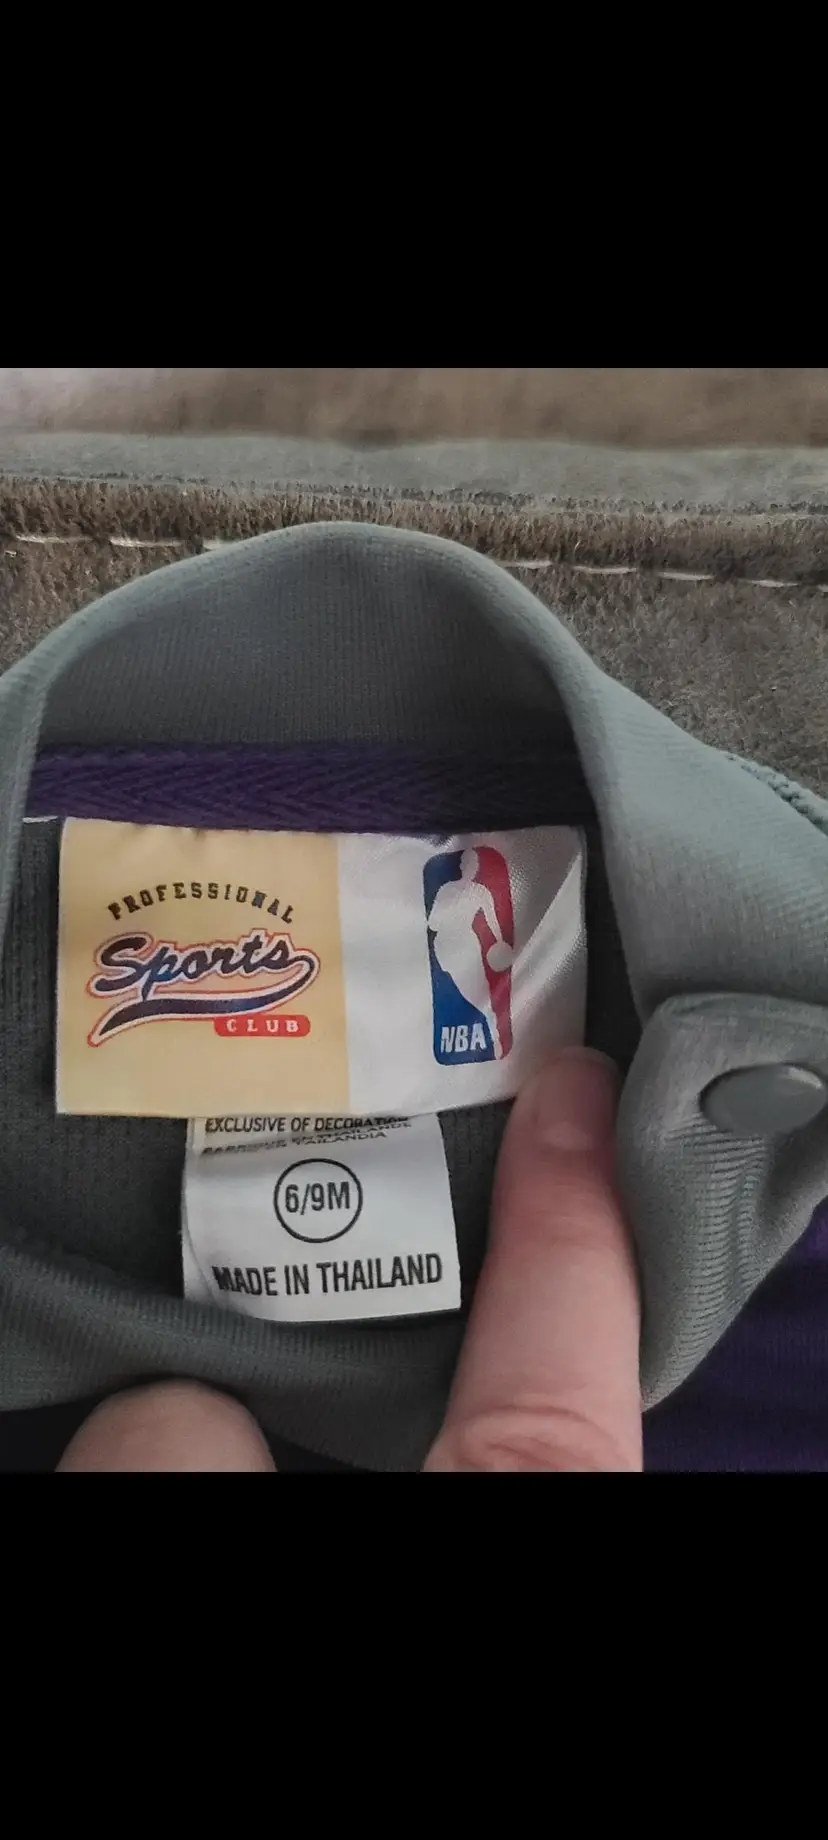 PROFESSIONAL
Sports
CLUB
NBA
EXCLUSIVE OF DECORATION
6/9M
MADE IN THAILAND